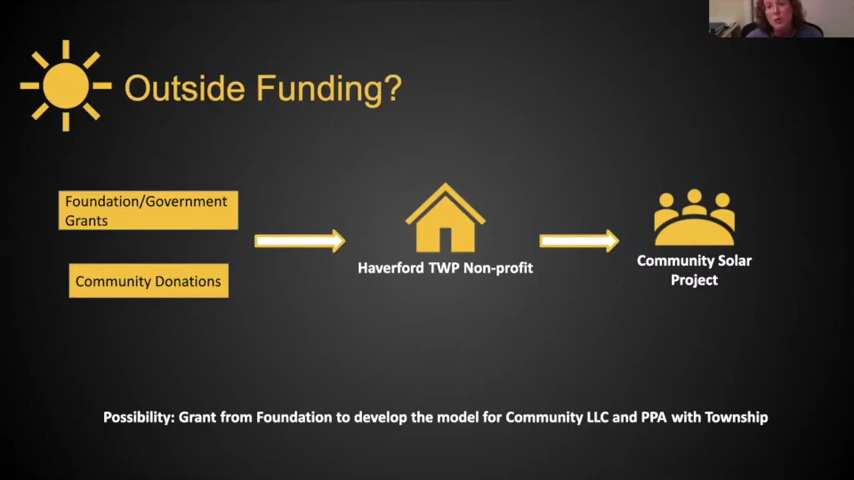 Outside Funding?
Foundation/Government
Grants
Community Donations
Haverford TWP Non-profit
Community Solar
Project
Possibility: Grant from Foundation to develop the model for Community LLC and PPA with Township